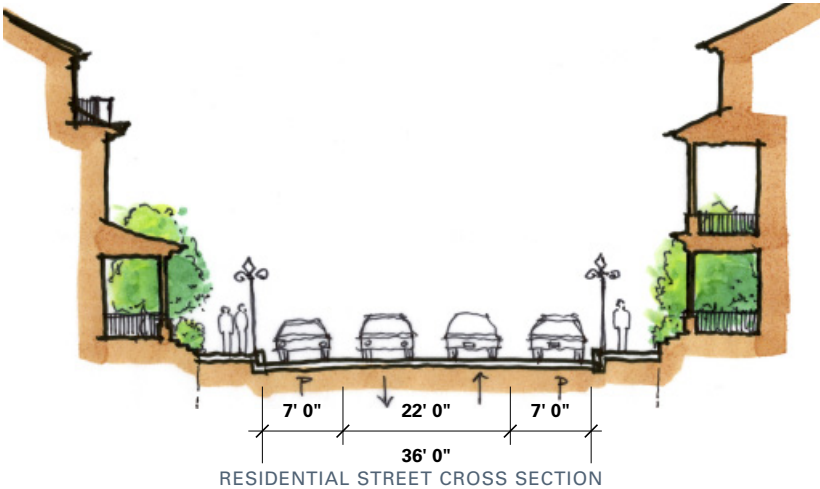 P P
7' 0" 22' 0" 7' 0"
36' 0"
RESIDENTIAL STREET CROSS SECTION